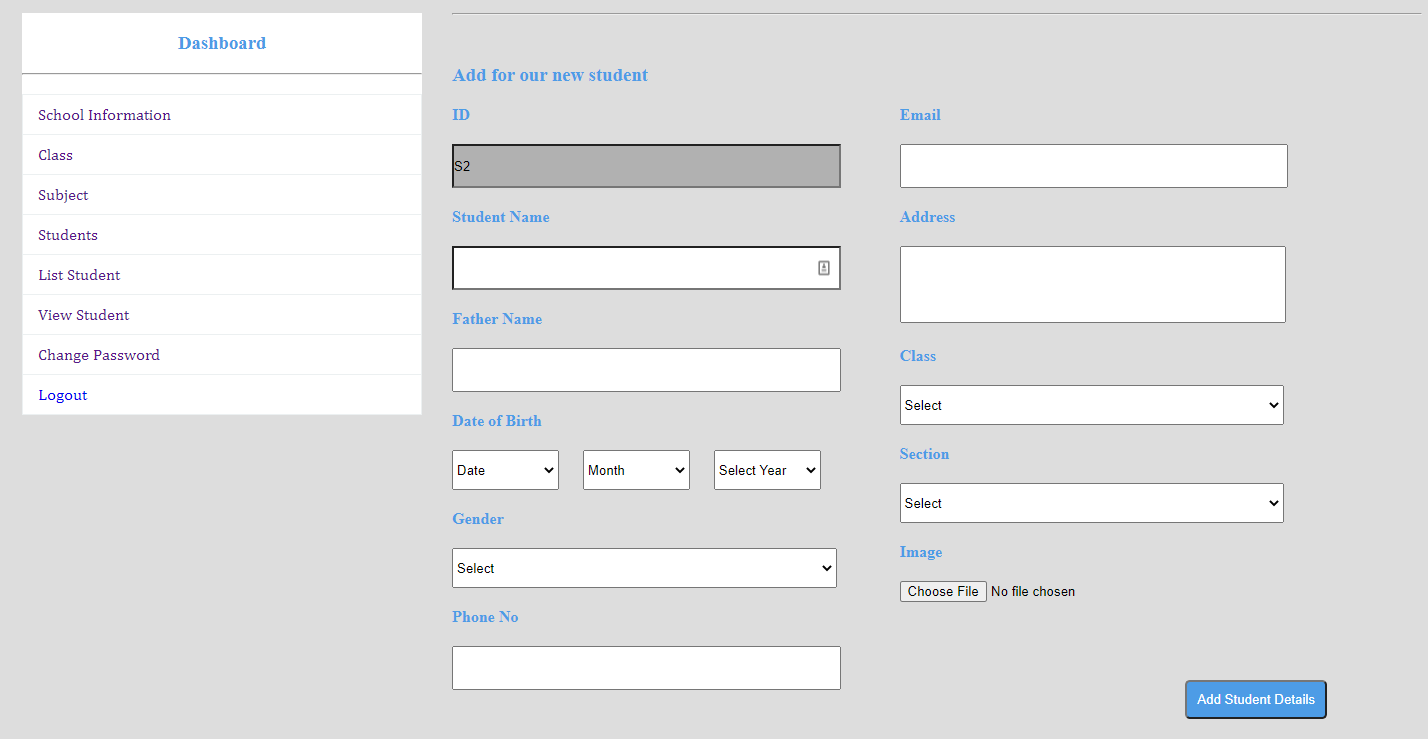 Dashboard
School Information
Class
Subject
Students
List Student
View Student
Change Password
Logout
Add for our new student
ID
S2
Student Name
Father Name
Date of Birth
Date Month Select Year
Gender
Select
Phone No
Email
Address
Class
Select
Section
Select
Image
Choose File No file chosen
Add Student Details